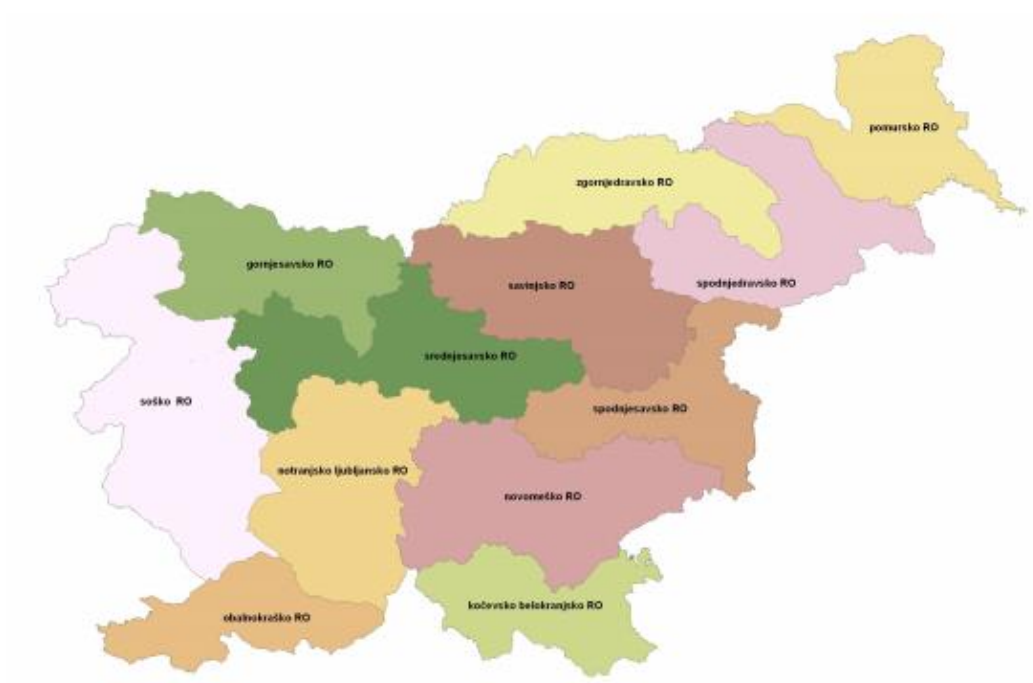 pomursko RO
zgornjedravsko RO
gornjesavsko RO
savinjsko RO
spodnjedravsko RO
srednjesavsko RO
soško RO
spodnjesavsko RO
notranjsko ljubljansko RO
novomeško RO
kočevsko belokranjsko RO
obalnokraško RO